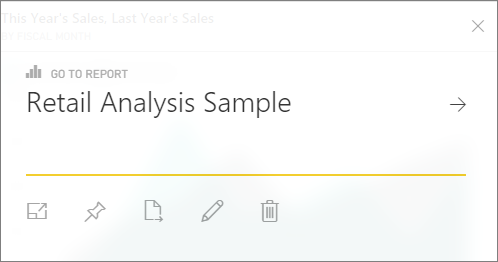 This Year's Sales, Last Year's Sales
BY FISCAL MONTH
GO TO REPORT
Retail Analysis Sample